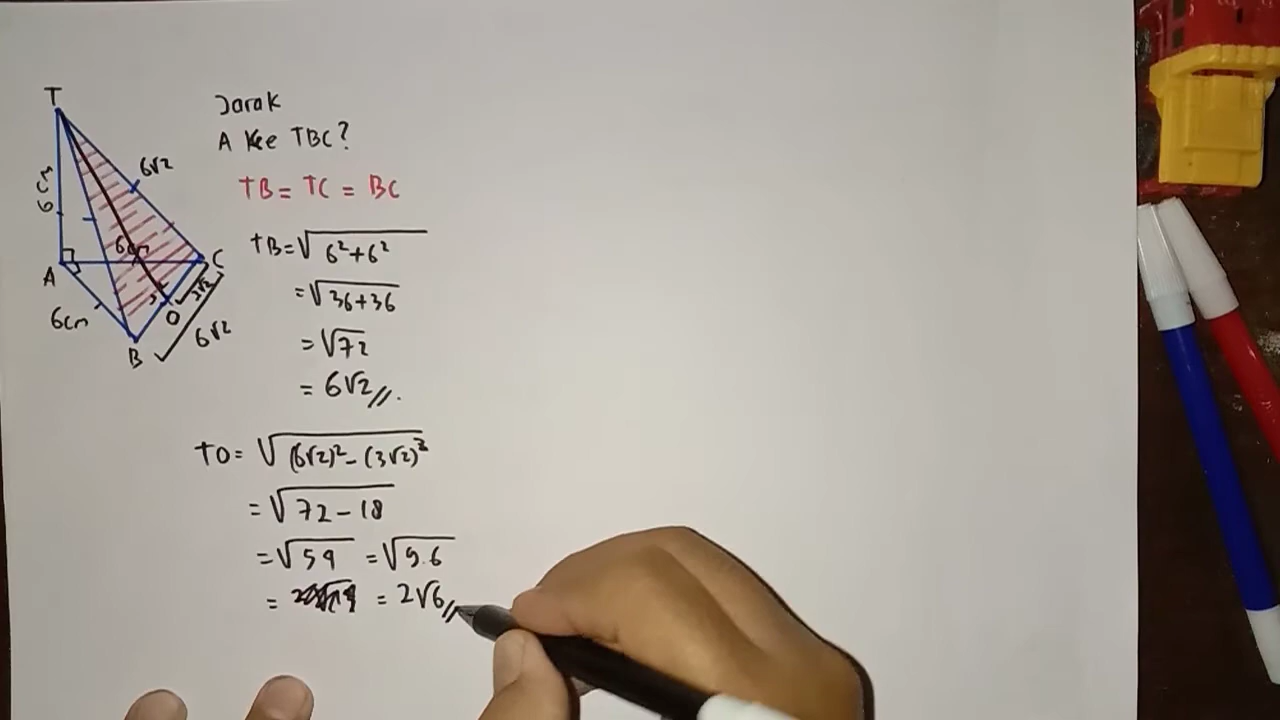 T
6cm
6√2
6cm
A
C
3√2
6cm
O
6√2
B
Jarak
A Ke TBC?
TB = TC = BC
TB = √6²+6²
= √36+36
= √72
= 6√2 //.
TO = √(6√2)² - (3√2)²
= √72 - 18
= √54 = √9.6
= = 2√6 //